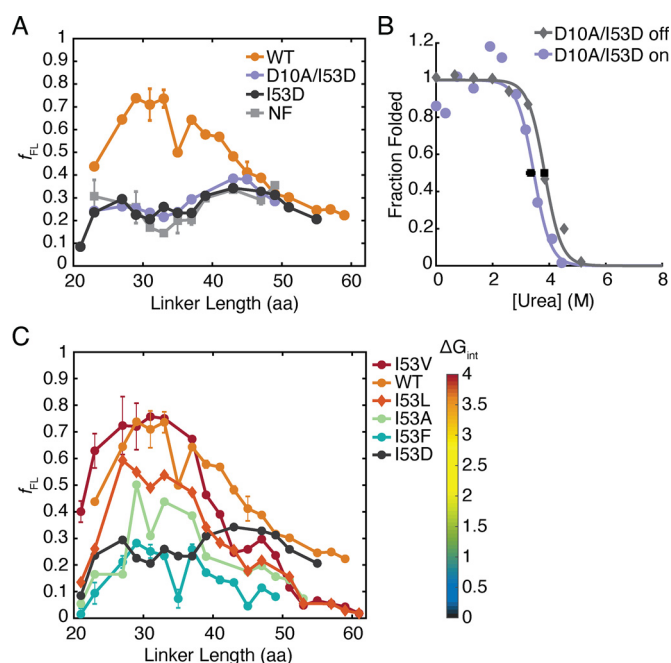 A
WT
D10A/I53D
I53D
NF
1
0.9
0.8
0.7
0.6
0.5
0.4
0.3
0.2
0.1
0
fFL
20 30 40 50 60
Linker Length (aa)
B
D10A/I53D off
D10A/I53D on
1.2
1
0.8
0.6
0.4
0.2
0
Fraction Folded
0 2 4 6 8
[Urea] (M)
C
1
0.9
0.8
0.7
0.6
0.5
0.4
0.3
0.2
0.1
0
fFL
20 30 40 50 60
Linker Length (aa)
I53V
WT
I53L
I53A
I53F
I53D
ΔGint
4
3.5
3
2.5
2
1.5
1
0.5
0